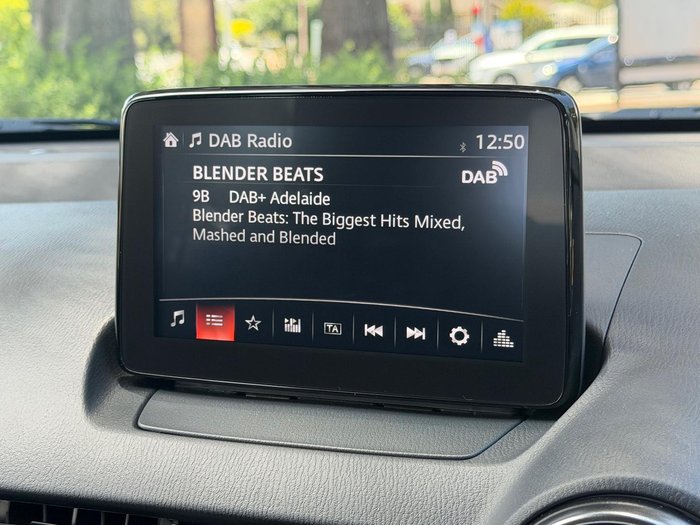 DAB Radio 12:50
BLENDER BEATS DAB
9B DAB+ Adelaide
Blender Beats: The Biggest Hits Mixed,
Mashed and Blended
TA